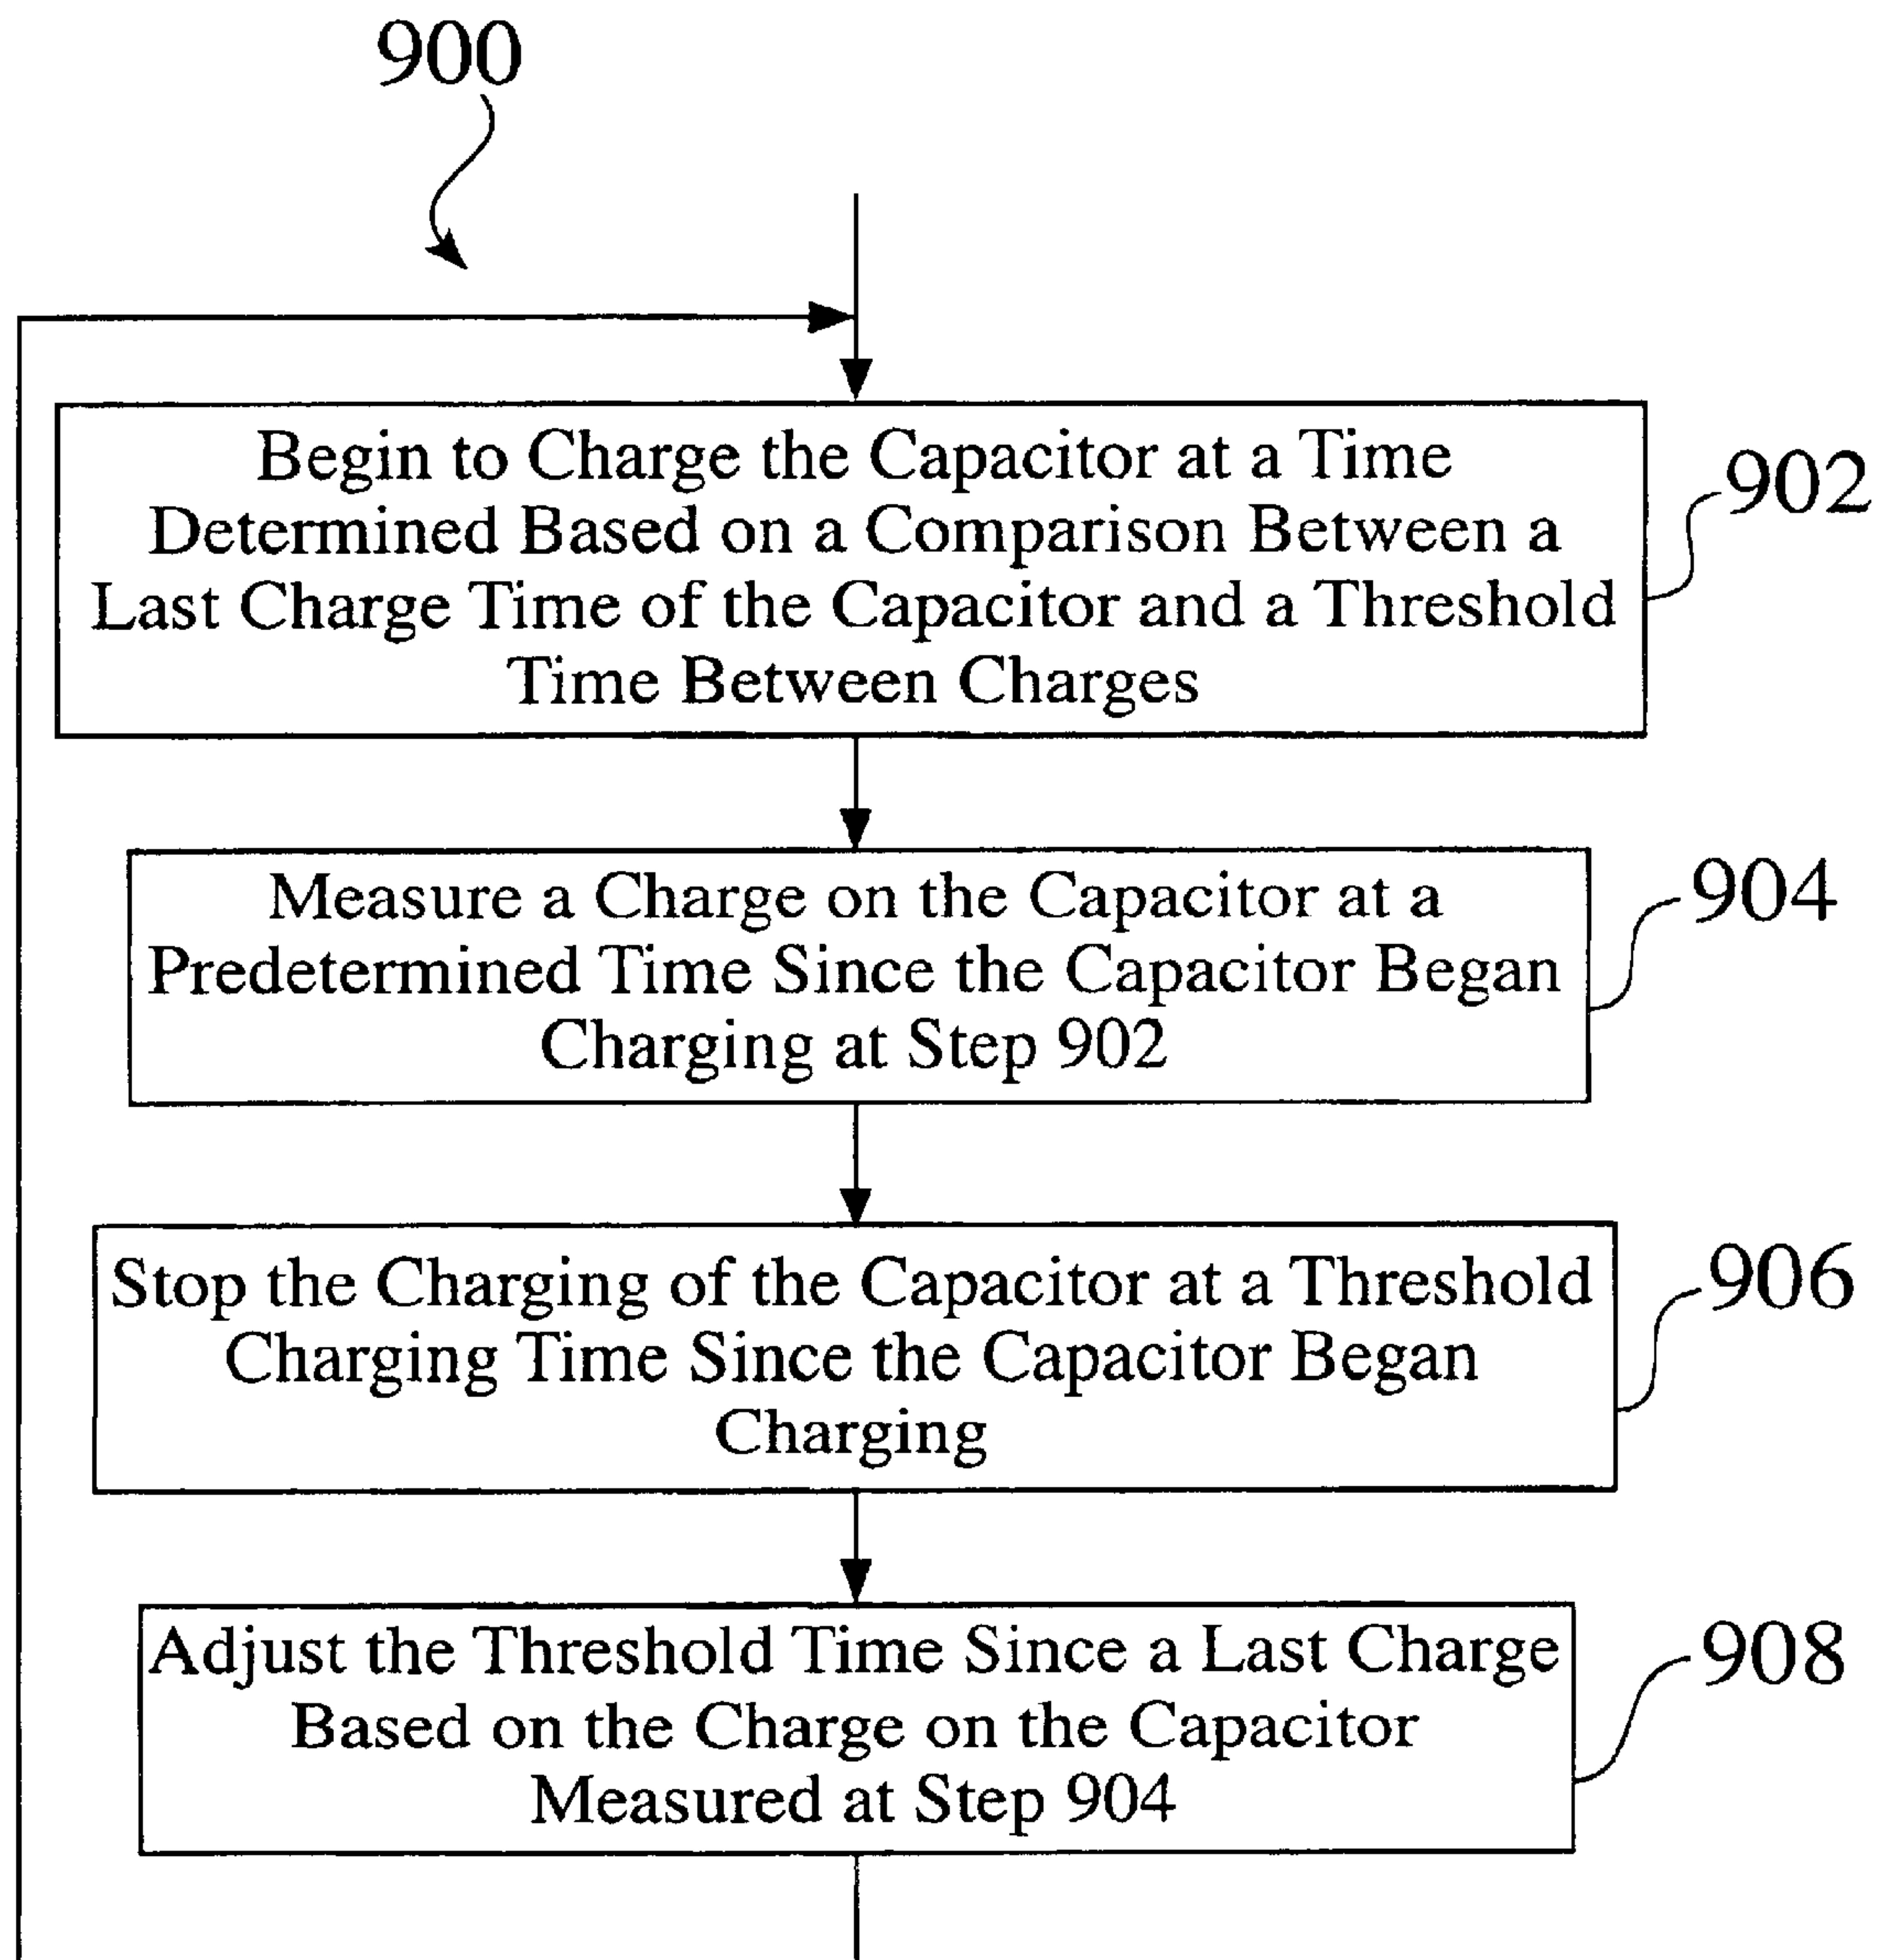 900
Begin to Charge the Capacitor at a Time
Determined Based on a Comparison Between a
Last Charge Time of the Capacitor and a Threshold
Time Between Charges
902
Measure a Charge on the Capacitor at a
Predetermined Time Since the Capacitor Began
Charging at Step 902
904
Stop the Charging of the Capacitor at a Threshold
Charging Time Since the Capacitor Began
Charging
906
Adjust the Threshold Time Since a Last Charge
Based on the Charge on the Capacitor
Measured at Step 904
908